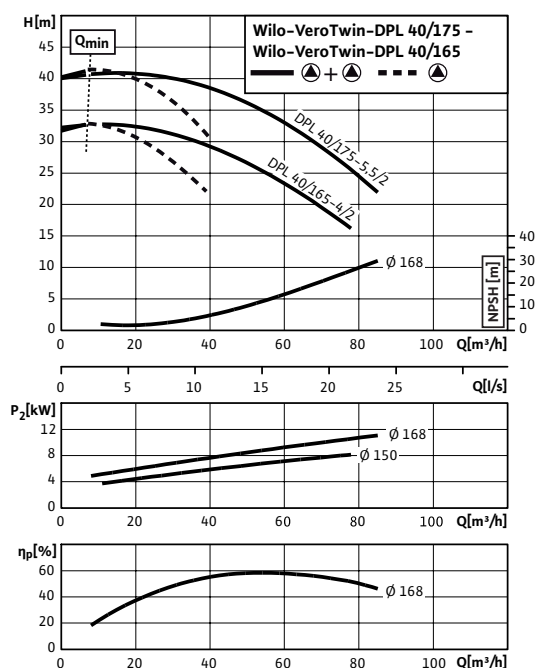 H[m]
Wilo-VeroTwin-DPL 40/175 -
Wilo-VeroTwin-DPL 40/165
+
Qmin
45
40
35
30
25
20
15
10
5
0
DPL 40/175-5,5/2
DPL 40/165-4/2
Ø 168
40
30
20
10
0
NPSH [m]
0 20 40 60 80 100 Q[m³/h]
0 5 10 15 20 25 Q[l/s]
P₂[kW]
12
8
4
0
Ø 168
Ø 150
0 20 40 60 80 100 Q[m³/h]
ηp[%]
60
40
20
0
Ø 168
0 20 40 60 80 100 Q[m³/h]